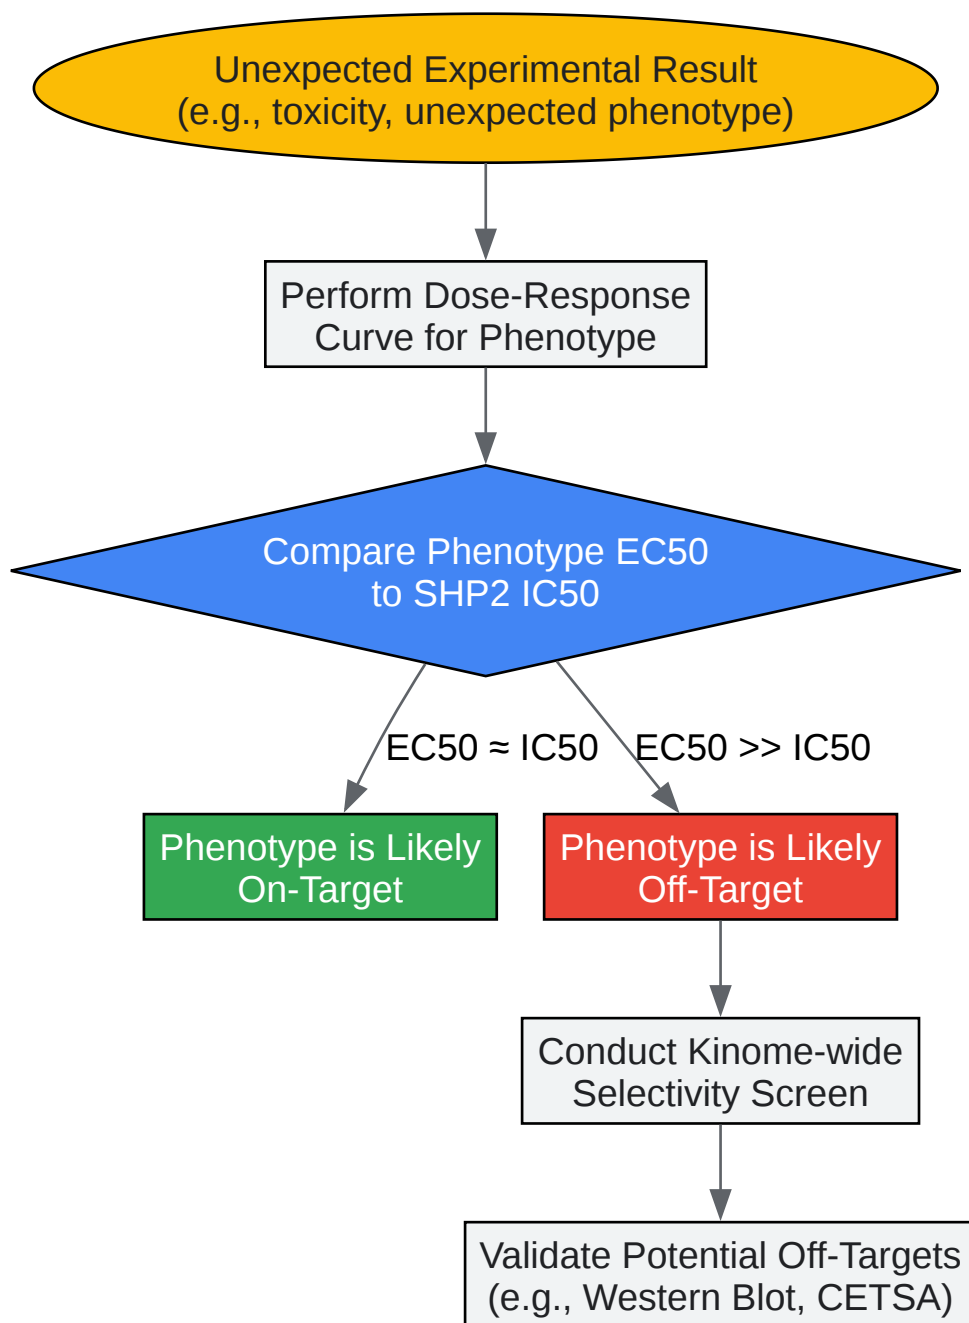 Unexpected Experimental Result
(e.g., toxicity, unexpected phenotype)
Perform Dose-Response
Curve for Phenotype
Compare Phenotype EC50
to SHP2 IC50
EC50 ≈ IC50
EC50 >> IC50
Phenotype is Likely
On-Target
Phenotype is Likely
Off-Target
Conduct Kinome-wide
Selectivity Screen
Validate Potential Off-Targets
(e.g., Western Blot, CETSA)